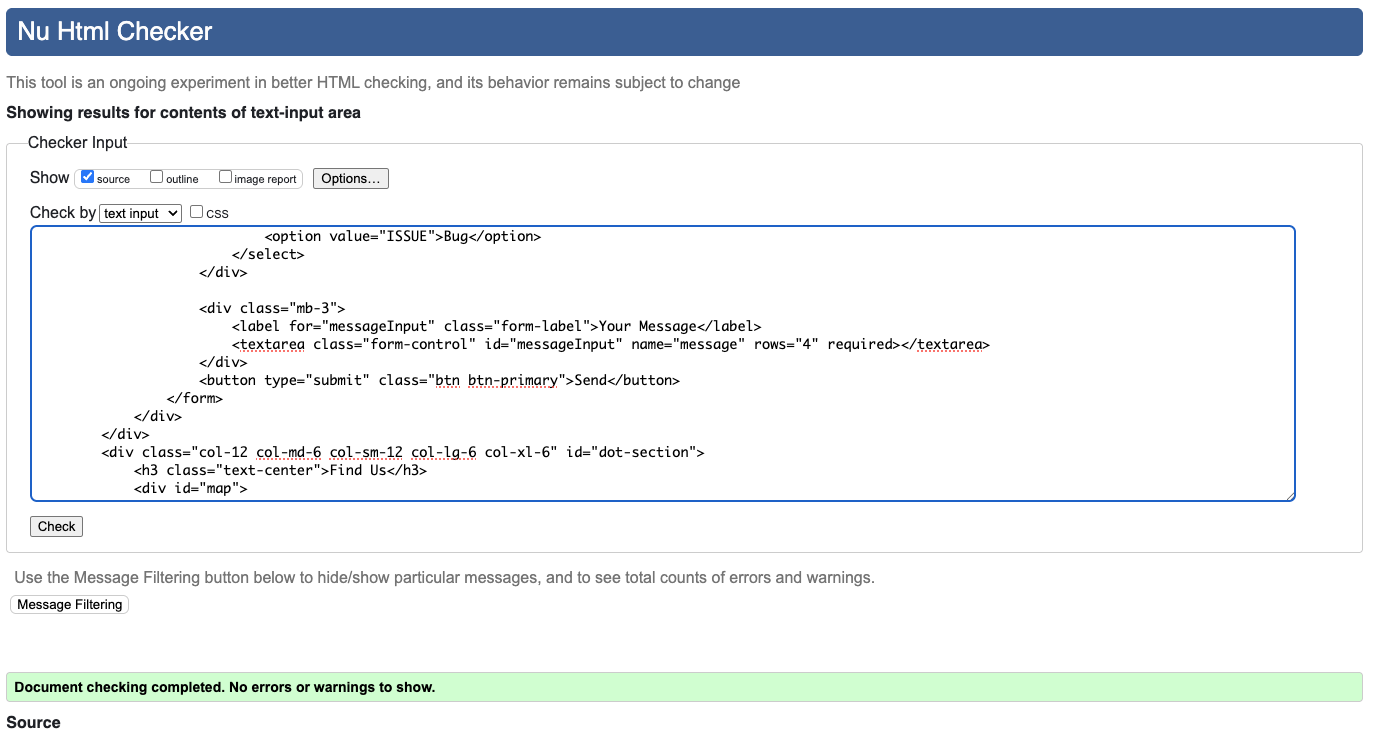 Nu Html Checker
This tool is an ongoing experiment in better HTML checking, and its behavior remains subject to change
Showing results for contents of text-input area
Checker Input
Show source outline image report Options...
Check by text input css
<option value="ISSUE">Bug</option>
</select>
</div>
<div class="mb-3">
<label for="messageInput" class="form-label">Your Message</label>
<textarea class="form-control" id="messageInput" name="message" rows="4" required></textarea>
</div>
<button type="submit" class="btn btn-primary">Send</button>
</form>
</div>
</div>
<div class="col-12 col-md-6 col-sm-12 col-lg-6 col-xl-6" id="dot-section">
<h3 class="text-center">Find Us</h3>
<div id="map">
Check
Use the Message Filtering button below to hide/show particular messages, and to see total counts of errors and warnings.
Message Filtering
Document checking completed. No errors or warnings to show.
Source